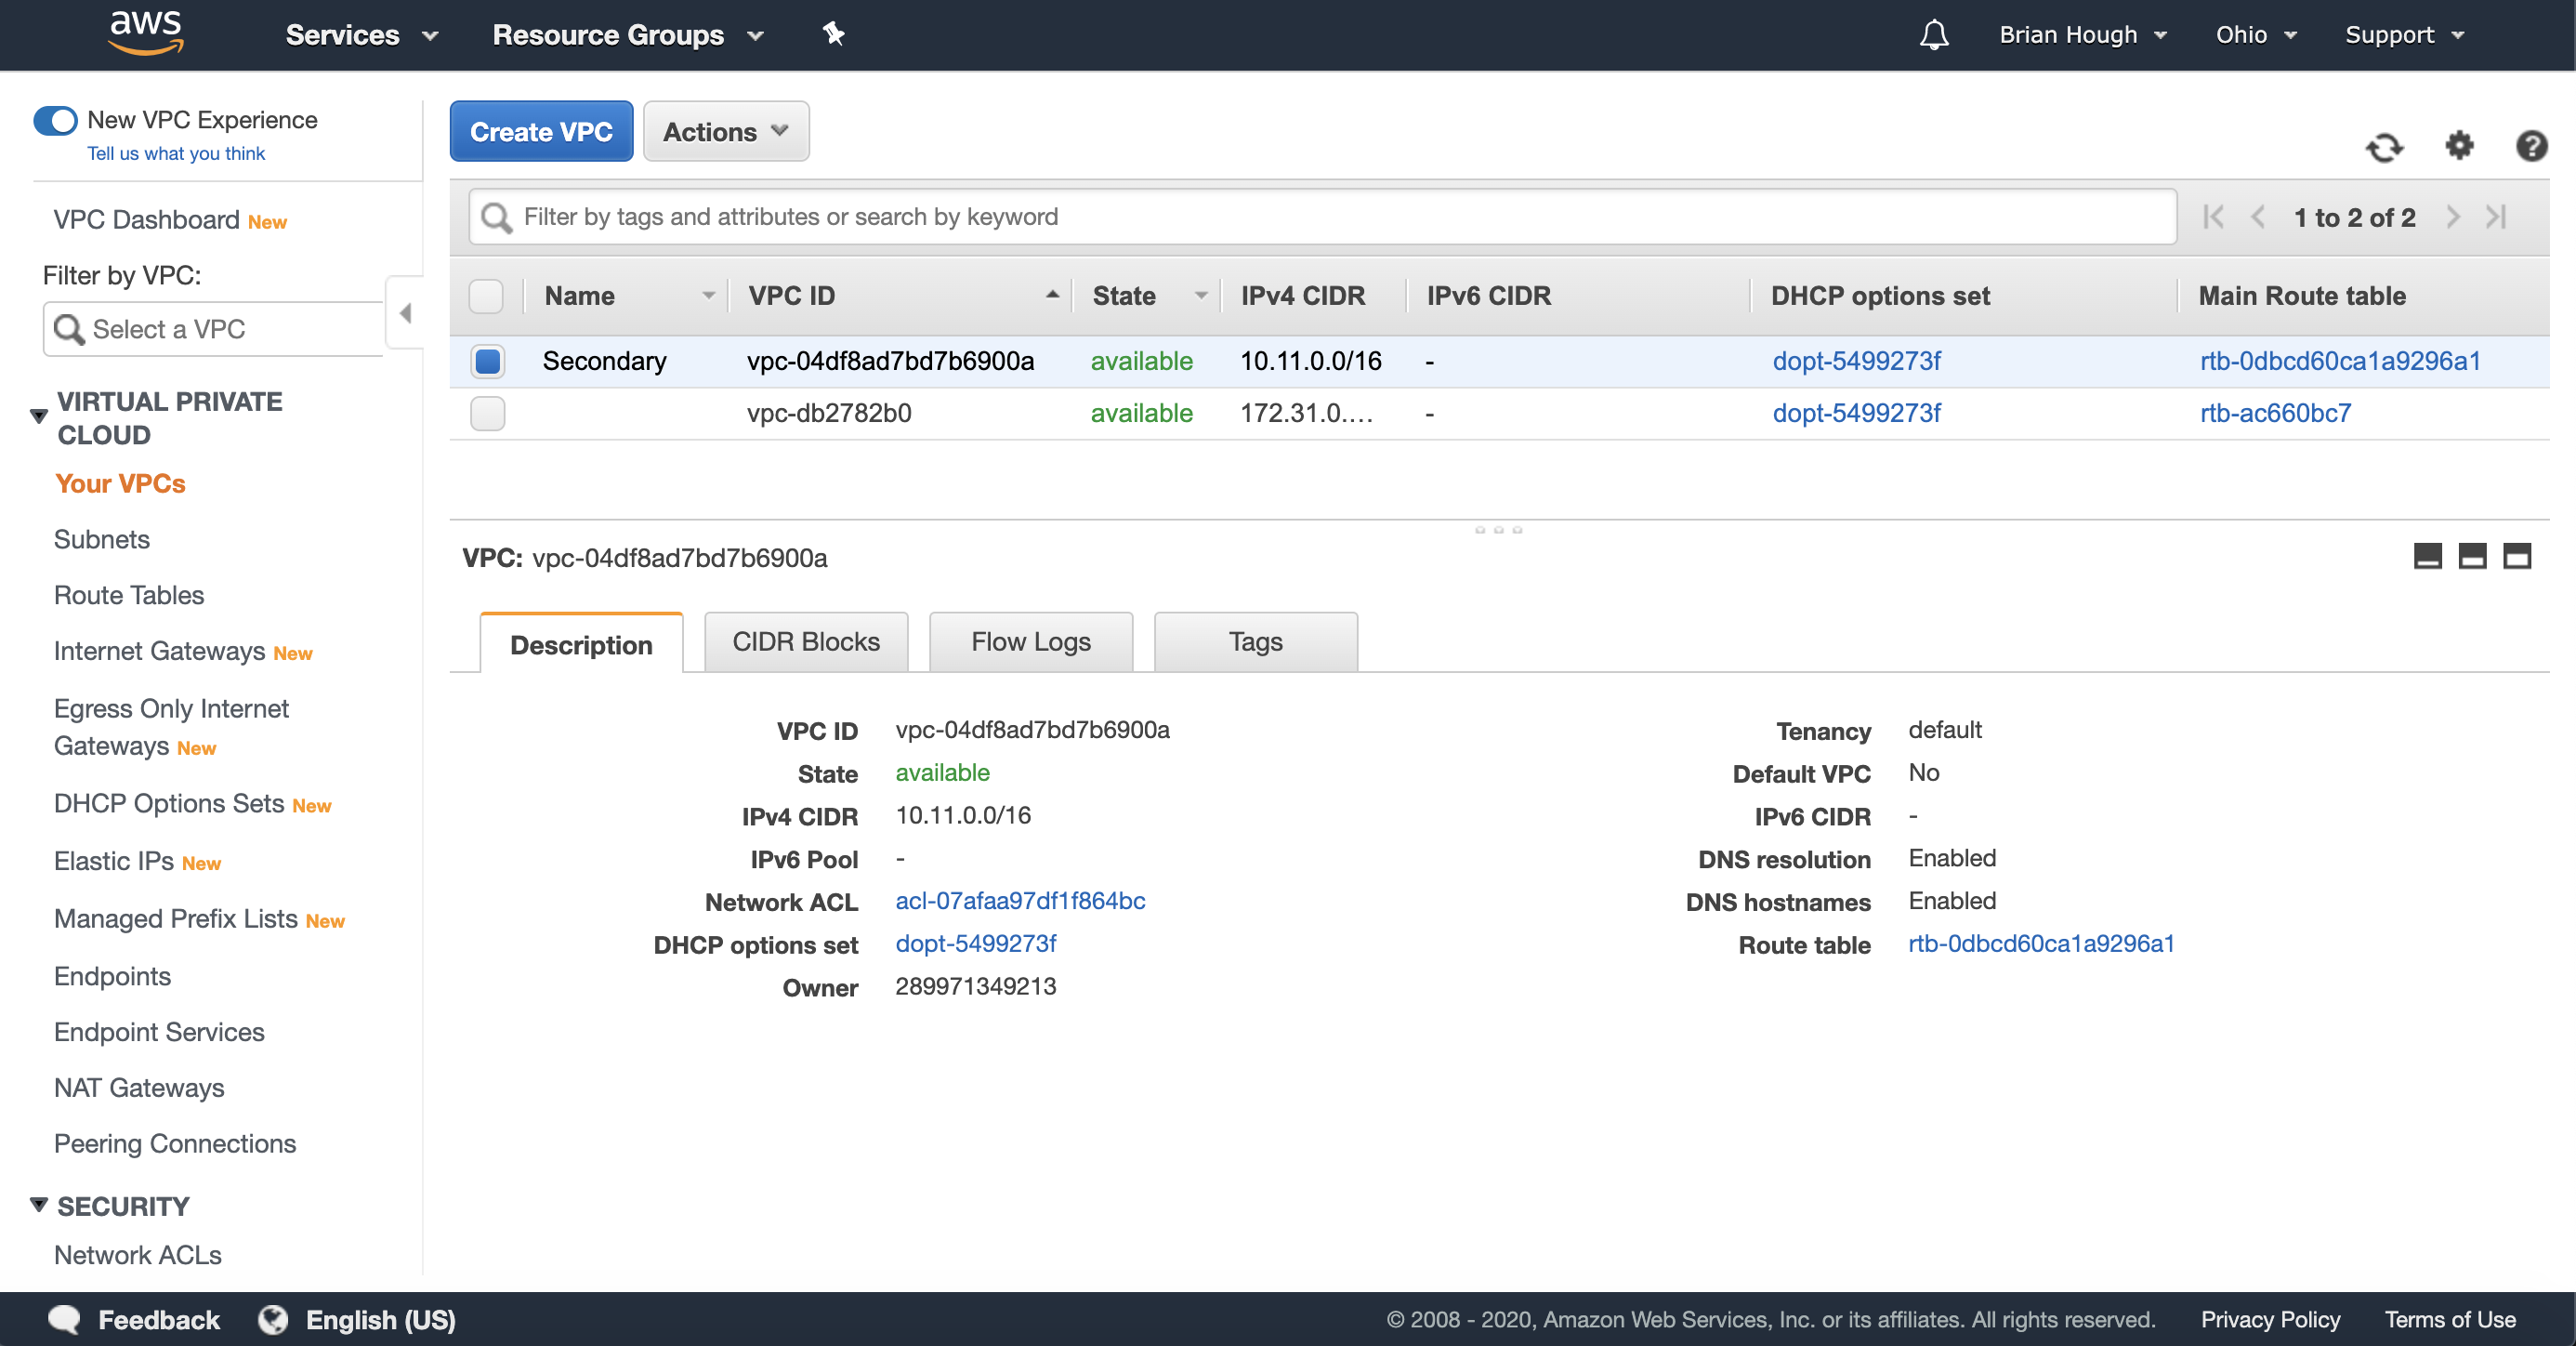 aws
Services
Resource Groups
Brian Hough
Ohio
Support
New VPC Experience
Tell us what you think
VPC Dashboard New
Filter by VPC:
Select a VPC
VIRTUAL PRIVATE
CLOUD
Your VPCs
Subnets
Route Tables
Internet Gateways New
Egress Only Internet
Gateways New
DHCP Options Sets New
Elastic IPs New
Managed Prefix Lists New
Endpoints
Endpoint Services
NAT Gateways
Peering Connections
SECURITY
Network ACLs
Create VPC
Actions
Filter by tags and attributes or search by keyword
1 to 2 of 2
Name VPC ID State IPv4 CIDR IPv6 CIDR DHCP options set Main Route table
Secondary vpc-04df8ad7bd7b6900a available 10.11.0.0/16 - dopt-5499273f rtb-0dbcd60ca1a9296a1
vpc-db2782b0 available 172.31.0.... - dopt-5499273f rtb-ac660bc7
VPC: vpc-04df8ad7bd7b6900a
Description
CIDR Blocks
Flow Logs
Tags
VPC ID vpc-04df8ad7bd7b6900a
State available
IPv4 CIDR 10.11.0.0/16
IPv6 Pool -
Network ACL acl-07afaa97df1f864bc
DHCP options set dopt-5499273f
Owner 289971349213
Tenancy default
Default VPC No
IPv6 CIDR -
DNS resolution Enabled
DNS hostnames Enabled
Route table rtb-0dbcd60ca1a9296a1
Feedback
English (US)
© 2008 - 2020, Amazon Web Services, Inc. or its affiliates. All rights reserved.
Privacy Policy
Terms of Use